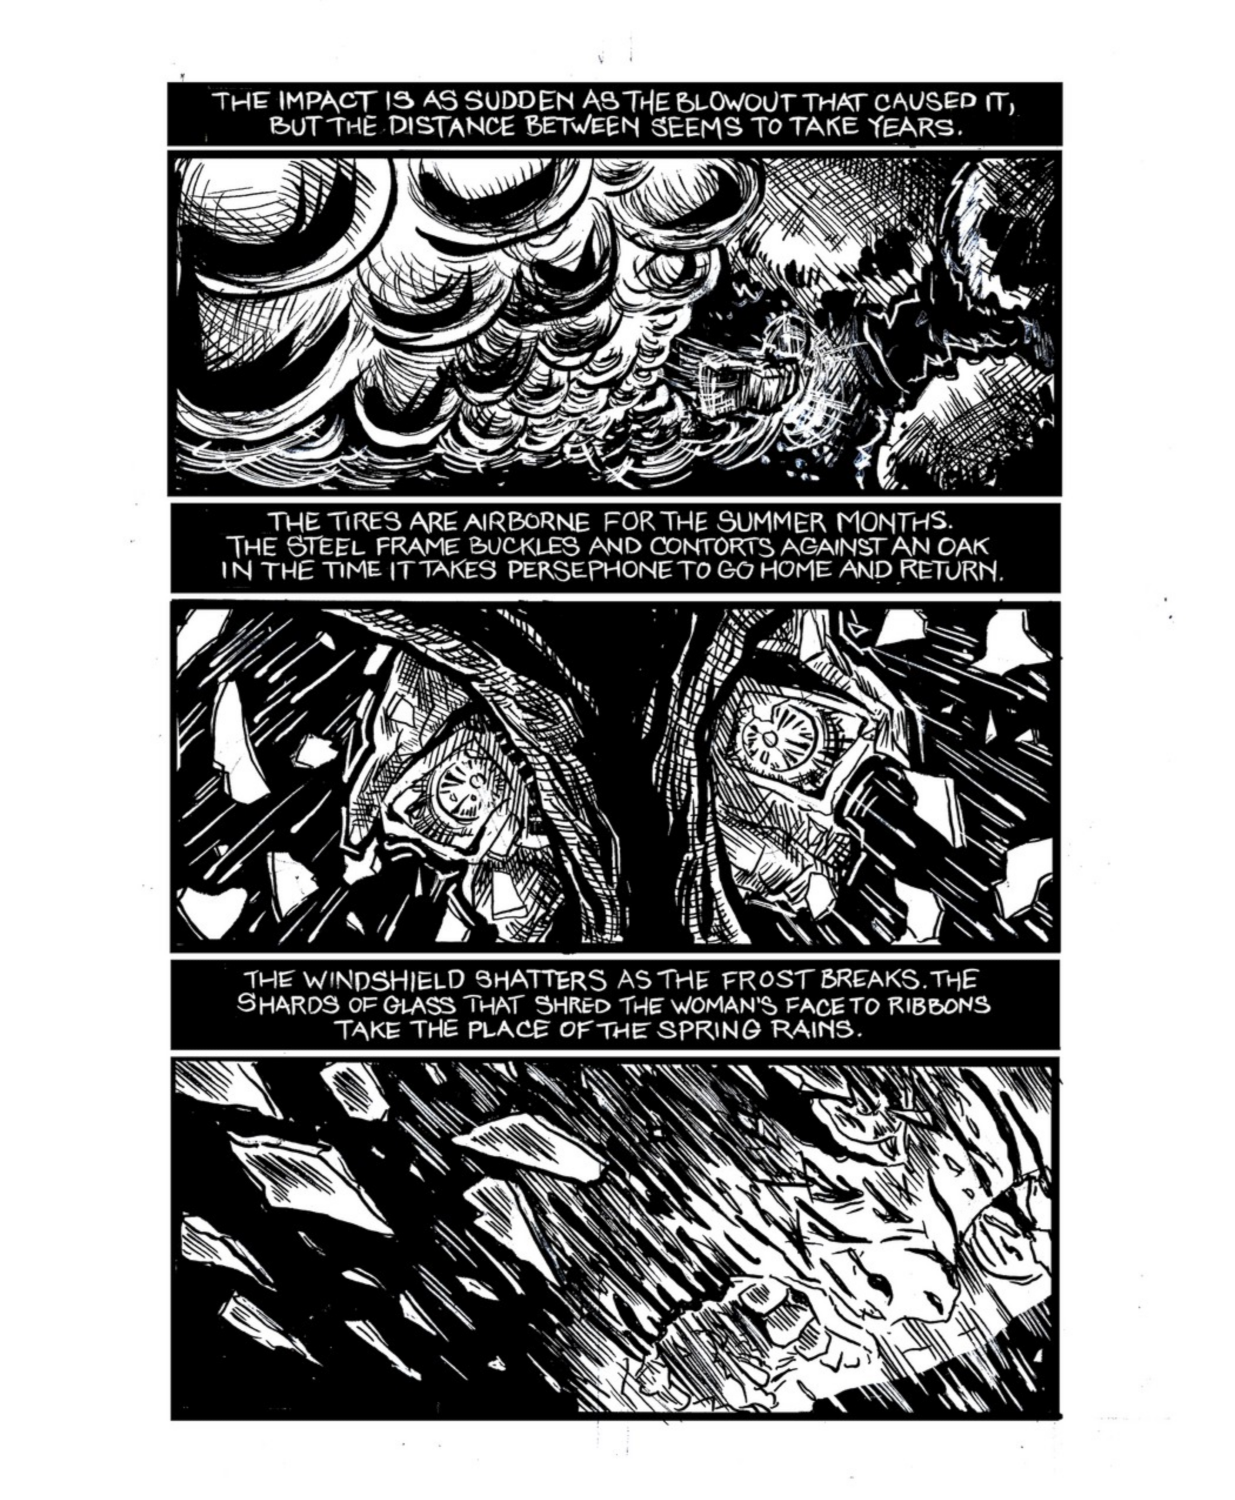 THE IMPACT IS AS SUDDEN AS THE BLOWOUT THAT CAUSED IT,
BUT THE DISTANCE BETWEEN SEEMS TO TAKE YEARS.
THE TIRES ARE AIRBORNE FOR THE SUMMER MONTHS.
THE STEEL FRAME BUCKLES AND CONTORTS AGAINST AN OAK
IN THE TIME IT TAKES PERSEPHONE TO GO HOME AND RETURN.
THE WINDSHIELD SHATTERS AS THE FROST BREAKS. THE
SHARDS OF GLASS THAT SHRED THE WOMAN'S FACE TO RIBBONS
TAKE THE PLACE OF THE SPRING RAINS.